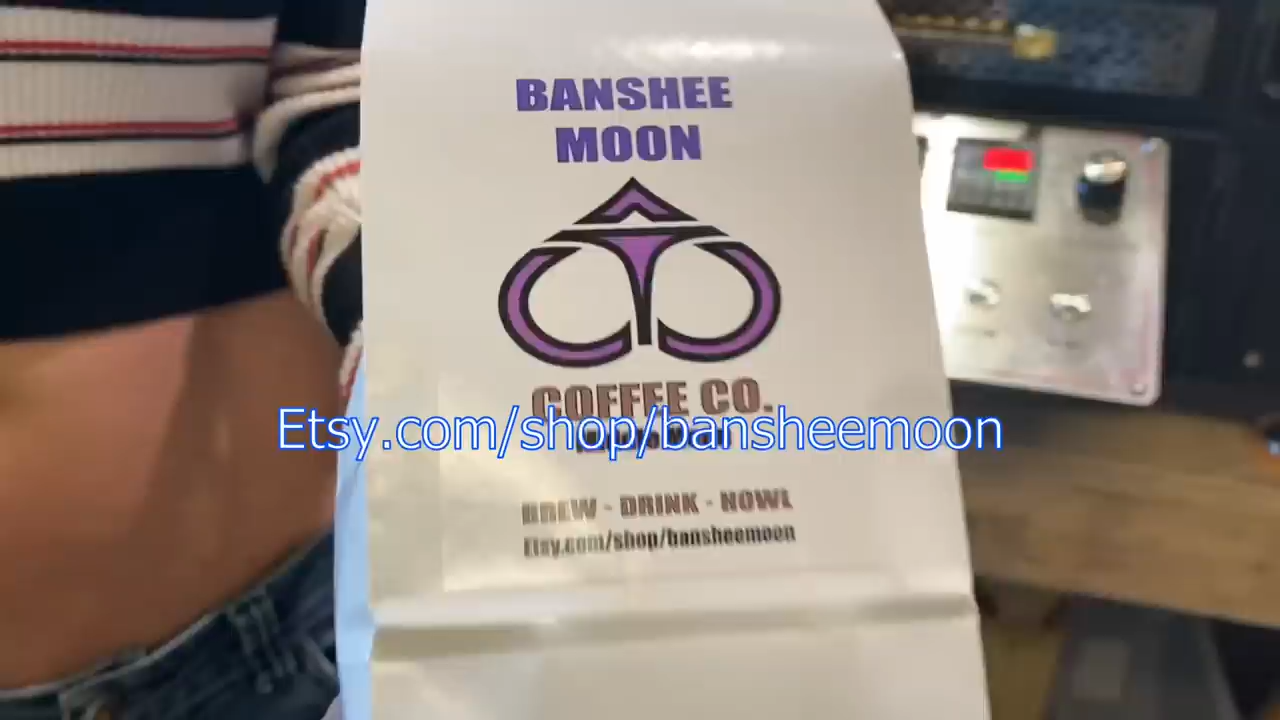 BANSHEE
MOON
COFFEE CO.
Etsy.com/shop/bansheemoon
BREW - DRINK - HOWL
Etsy.com/shop/bansheemoon